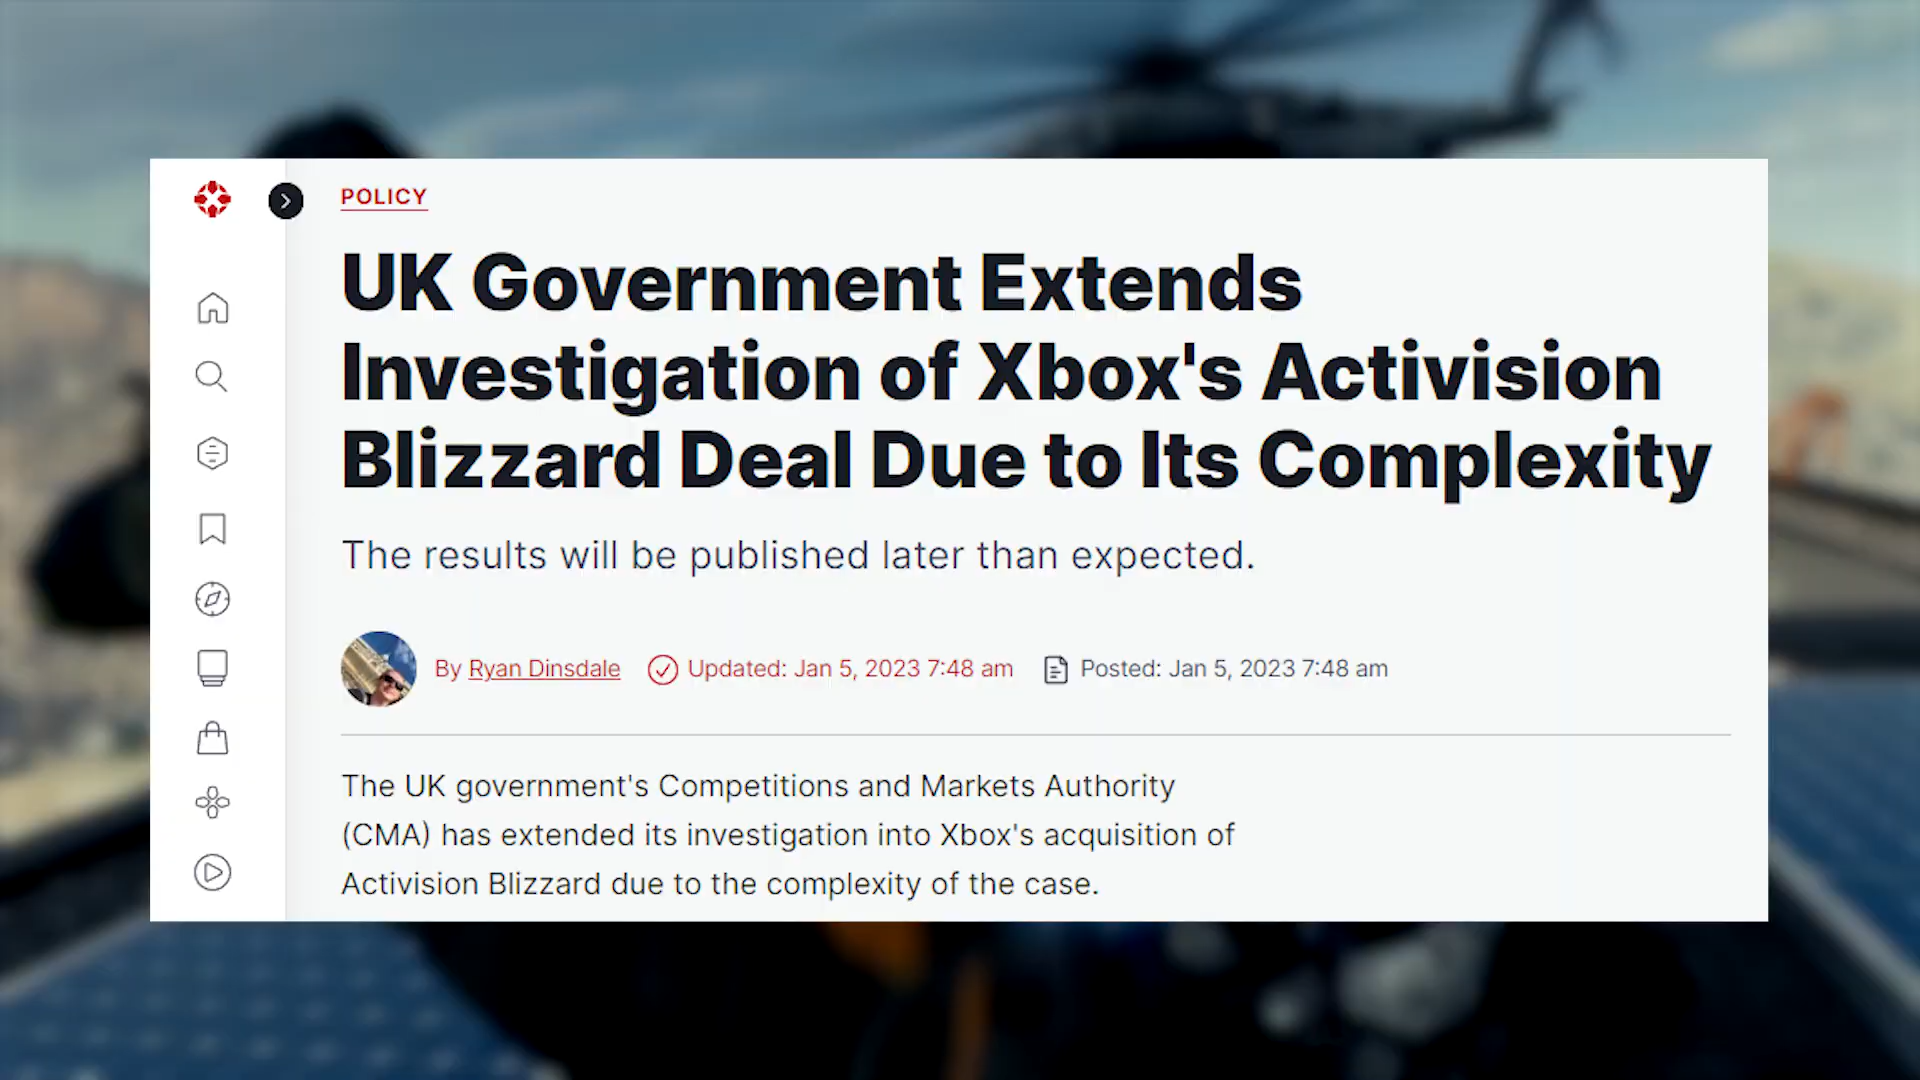 POLICY
UK Government Extends
Investigation of Xbox's Activision
Blizzard Deal Due to Its Complexity
The results will be published later than expected.
By Ryan Dinsdale Updated: Jan 5, 2023 7:48 am Posted: Jan 5, 2023 7:48 am
The UK government's Competitions and Markets Authority
(CMA) has extended its investigation into Xbox's acquisition of
Activision Blizzard due to the complexity of the case.